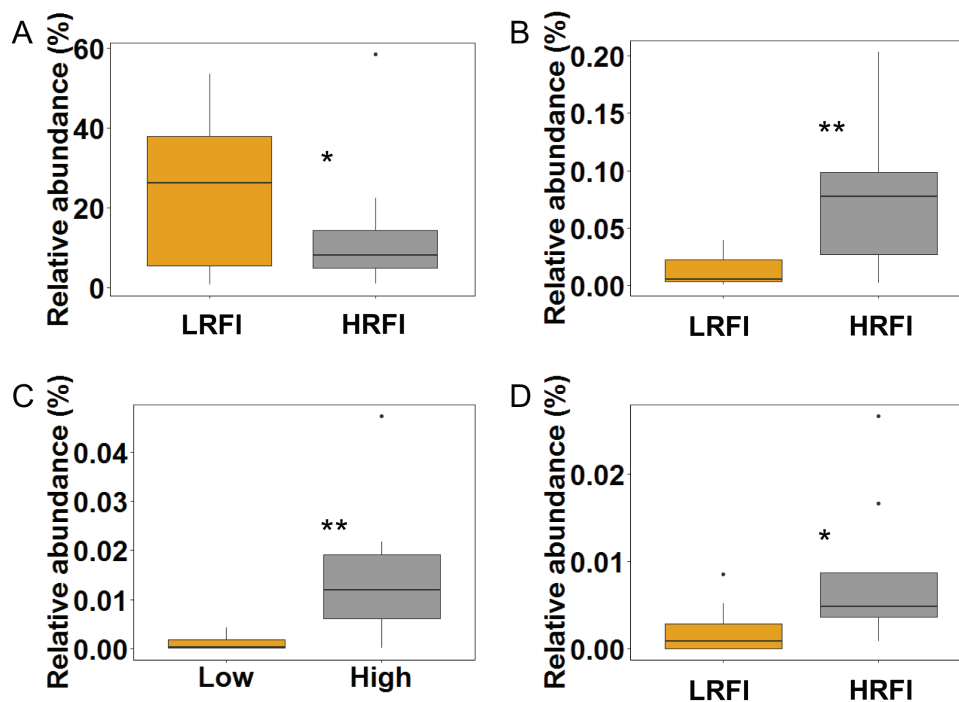 A
Relative abundance (%)
60
40
20
0
*
LRFI HRFI
B
Relative abundance (%)
0.20
0.15
0.10
0.05
0.00
**
LRFI HRFI
C
Relative abundance (%)
0.04
0.03
0.02
0.01
0.00
**
Low High
D
Relative abundance (%)
0.02
0.01
0.00
*
LRFI HRFI